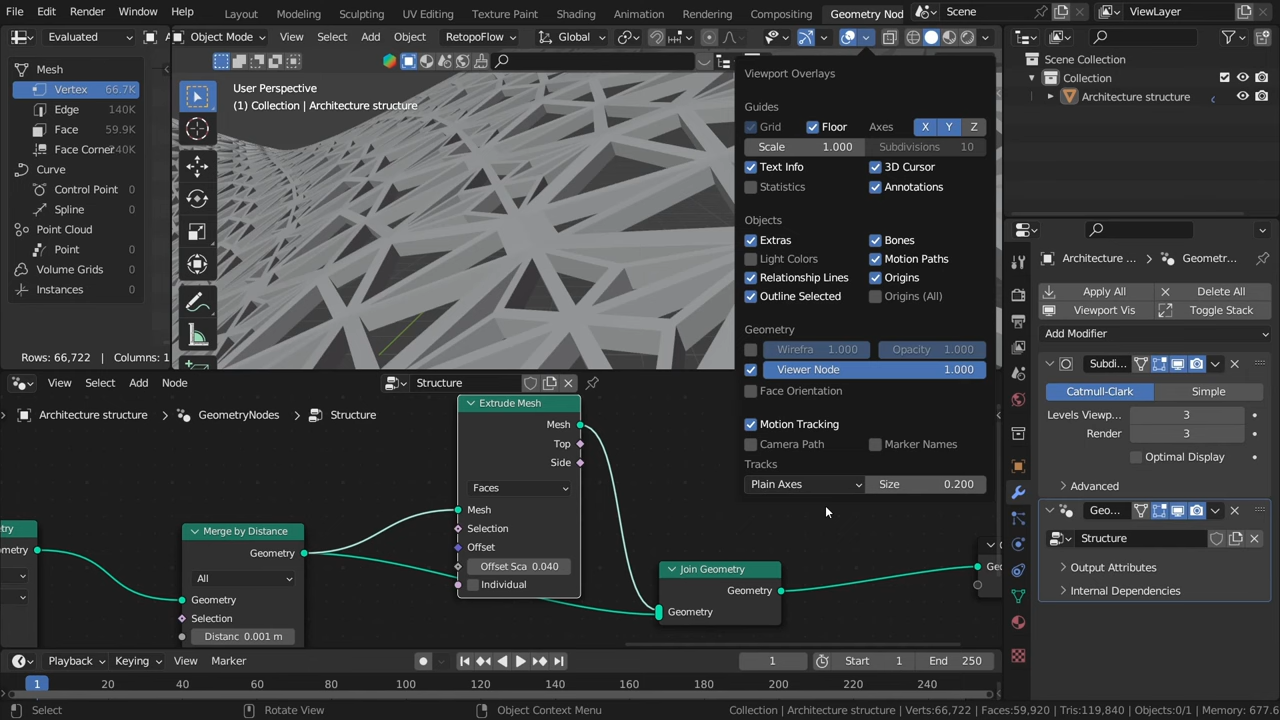 File Edit Render Window Help Layout Modeling Sculpting UV Editing Texture Paint Shading Animation Rendering Compositing Geometry Nod Scene ViewLayer
Evaluated Object Mode View Select Add Object RetopoFlow Global
Mesh
Vertex 66.7K
Edge 140K
Face 59.9K
Face Corner 240K
Curve
Control Point 0
Spline 0
Point Cloud
Point 0
Volume Grids 0
Instances 0
Rows: 66,722 | Columns: 1
User Perspective
(1) Collection | Architecture structure
Viewport Overlays
Guides
Grid Floor Axes X Y Z
Scale 1.000 Subdivisions 10
Text Info 3D Cursor
Statistics Annotations
Objects
Extras Bones
Light Colors Motion Paths
Relationship Lines Origins
Outline Selected Origins (All)
Geometry
Wirefra 1.000 Opacity 1.000
Viewer Node 1.000
Face Orientation
Motion Tracking
Camera Path Marker Names
Tracks
Plain Axes Size 0.200
Scene Collection
Collection
Architecture structure
Architecture ... Geometr...
Apply All Delete All
Viewport Vis Toggle Stack
Add Modifier
Subdi...
Catmull-Clark Simple
Levels Viewp... 3
Render 3
Optimal Display
Advanced
Geo...
Structure
Output Attributes
Internal Dependencies
View Select Add Node Structure
Architecture structure GeometryNodes Structure
Extrude Mesh
Mesh
Top
Side
Faces
Mesh
Selection
Offset
Offset Sca 0.040
Individual
Merge by Distance
Geometry
All
Geometry
Selection
Distanc 0.001 m
Join Geometry
Geometry
Geometry
Playback Keying View Marker 1 Start 1 End 250
1 20 40 60 80 100 120 140 160 180 200 220 240
Select Rotate View Object Context Menu Collection | Architecture structure | Verts:66,722 | Faces:59,920 | Tris:119,840 | Objects:0/1 | Memory: 677.6